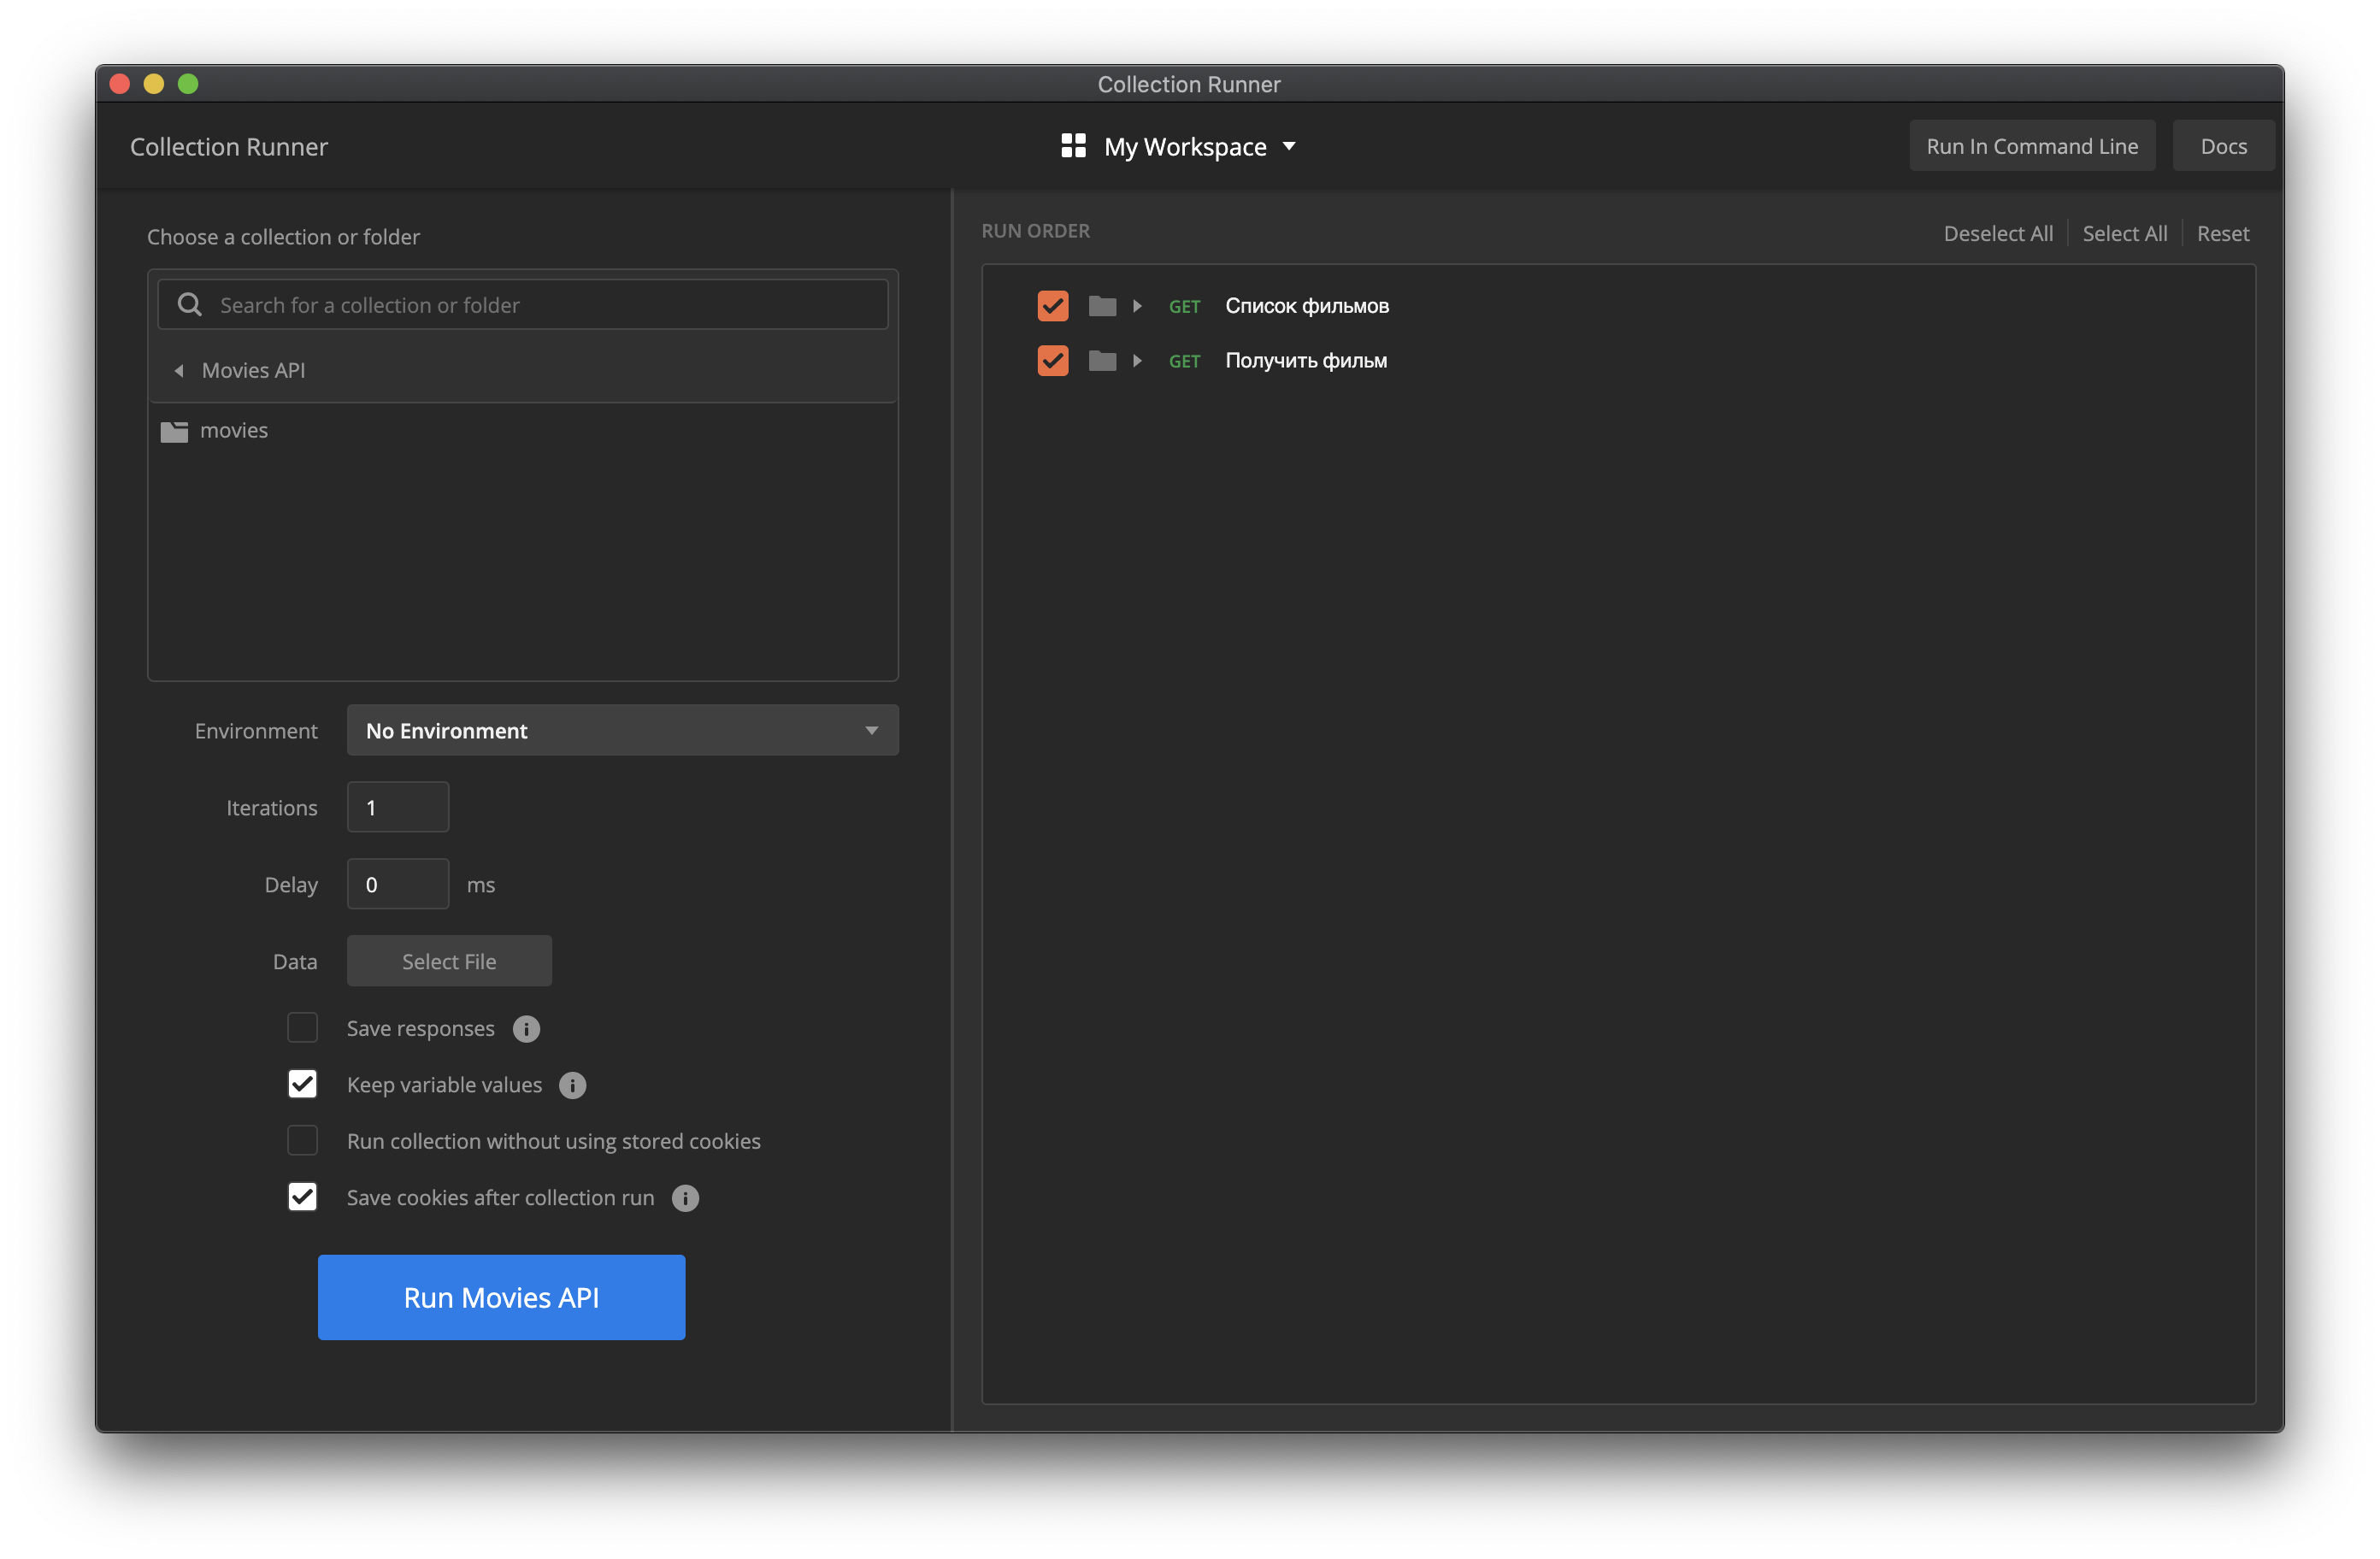 Collection Runner
Collection Runner
My Workspace
Run In Command Line
Docs
Choose a collection or folder
Search for a collection or folder
Movies API
movies
Environment
No Environment
Iterations
1
Delay
0
ms
Data
Select File
Save responses
Keep variable values
Run collection without using stored cookies
Save cookies after collection run
Run Movies API
RUN ORDER
Deselect All
Select All
Reset
GET Список фильмов
GET Получить фильм